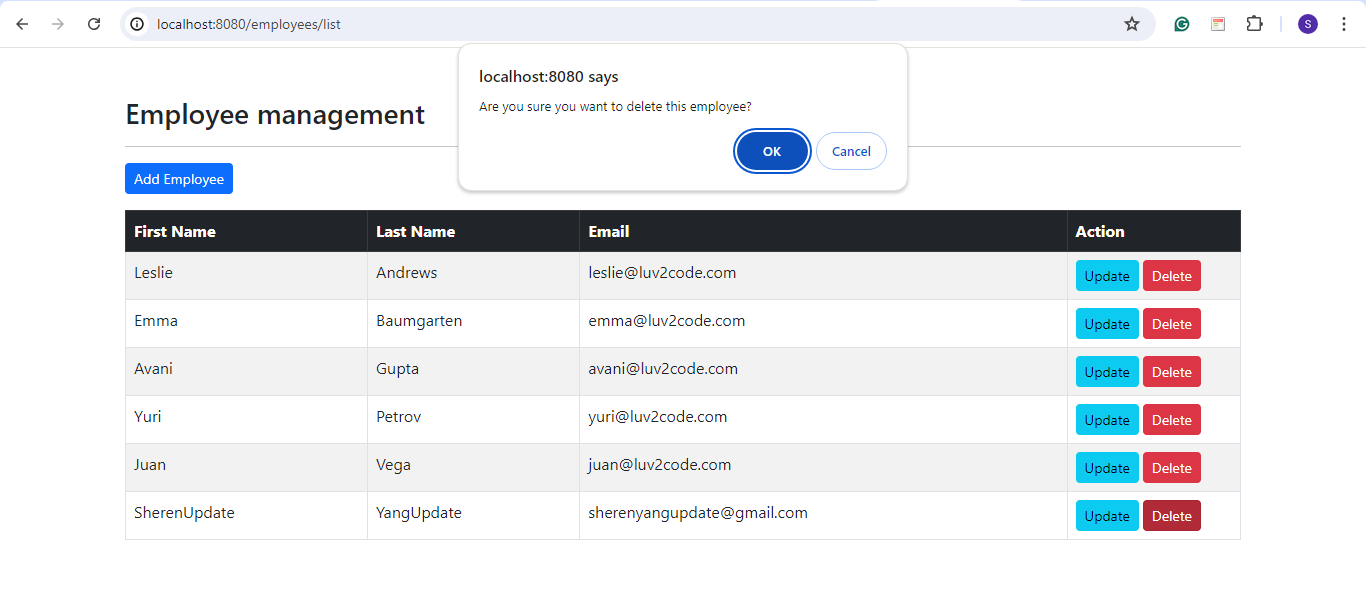 localhost:8080/employees/list
S
localhost:8080 says
Are you sure you want to delete this employee?
OK Cancel
Employee management
Add Employee
First Name Last Name Email Action
Leslie Andrews leslie@luv2code.com Update Delete
Emma Baumgarten emma@luv2code.com Update Delete
Avani Gupta avani@luv2code.com Update Delete
Yuri Petrov yuri@luv2code.com Update Delete
Juan Vega juan@luv2code.com Update Delete
SherenUpdate YangUpdate sherenyangupdate@gmail.com Update Delete